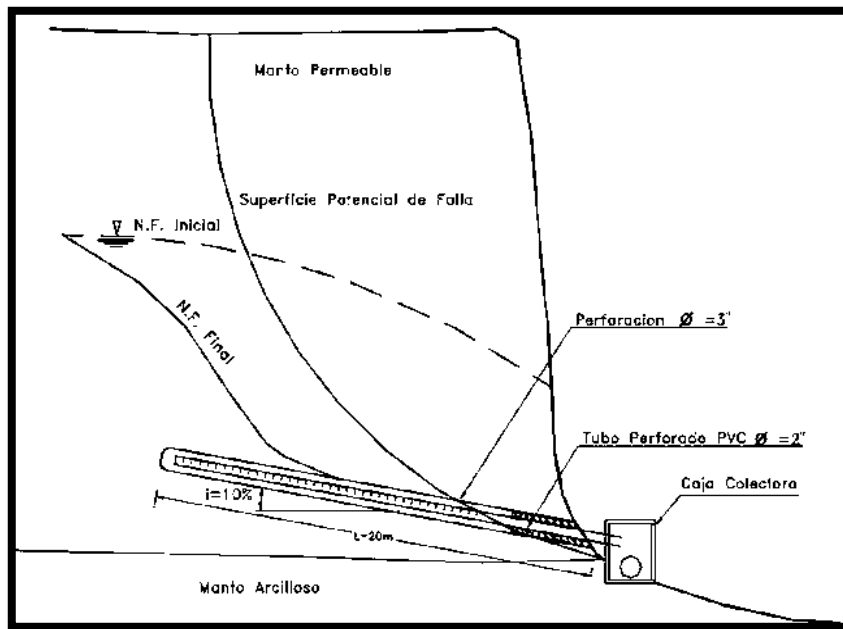 Manto Permeable
Superficie Potencial de Falla
N.F. Inicial
N.F. Final
Perforacion Ø =3"
Tubo Perforado PVC Ø =2"
Caja Colectora
i=10%
L=20m
Manto Arcilloso